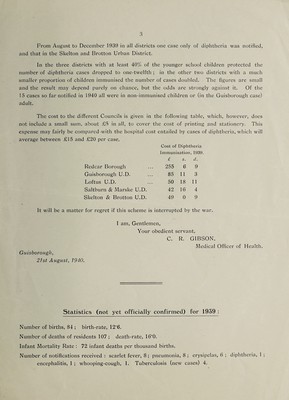 3
From August to December 1939 in all districts one case only of diphtheria was notified,
and that in the Skelton and Brotton Urban District.
In the three districts with at least 40% of the younger school children protected the
number of diphtheria cases dropped to one-twelfth; in the other two districts with a much
smaller proportion of children immunised the number of cases doubled. The figures are small
and the result may depend purely on chance, but the odds are strongly against it. Of the
13 cases so far notified in 1940 all were in non-immunised children or (in the Guisborough case)
adult.
The cost to the different Councils is given in the following table, which, however, does
not include a small sum, about £5 in all, to cover the cost of printing and stationery. This
expense may fairly be compared with the hospital cost entailed by cases of diphtheria, which will
average between £15 and £20 per case.
Cost of Diphtheria
Immunisation, 1939.
£ s. d.
Redcar Borough ... 255 6 9
Guisborough U.D. ... 85 11 3
Loftus U.D. ... 50 18 11
Saltburn & Marske U.D. 42 16 4
Skelton & Brotton U.D. 40 0 9
It will be a matter for regret if this scheme is interrupted by the war.
I am, Gentlemen,
Your obedient servant,
C. R. GIBSON,
Medical Officer of Health.
Guisborough,
21st August, 1940.
Statistics (not yet officially confirmed) for 1939:
Number of births, 84; birth-rate, 12'6.
Number of deaths of residents 107; death-rate, 16'0.
Infant Mortality Rate: 72 infant deaths per thousand births.
Number of notifications received: scarlet fever, 8; pneumonia, 8; erysipelas, 6; diphtheria, 1;
encephalitis, 1; whooping-cough, 1. Tuberculosis (new cases) 4.